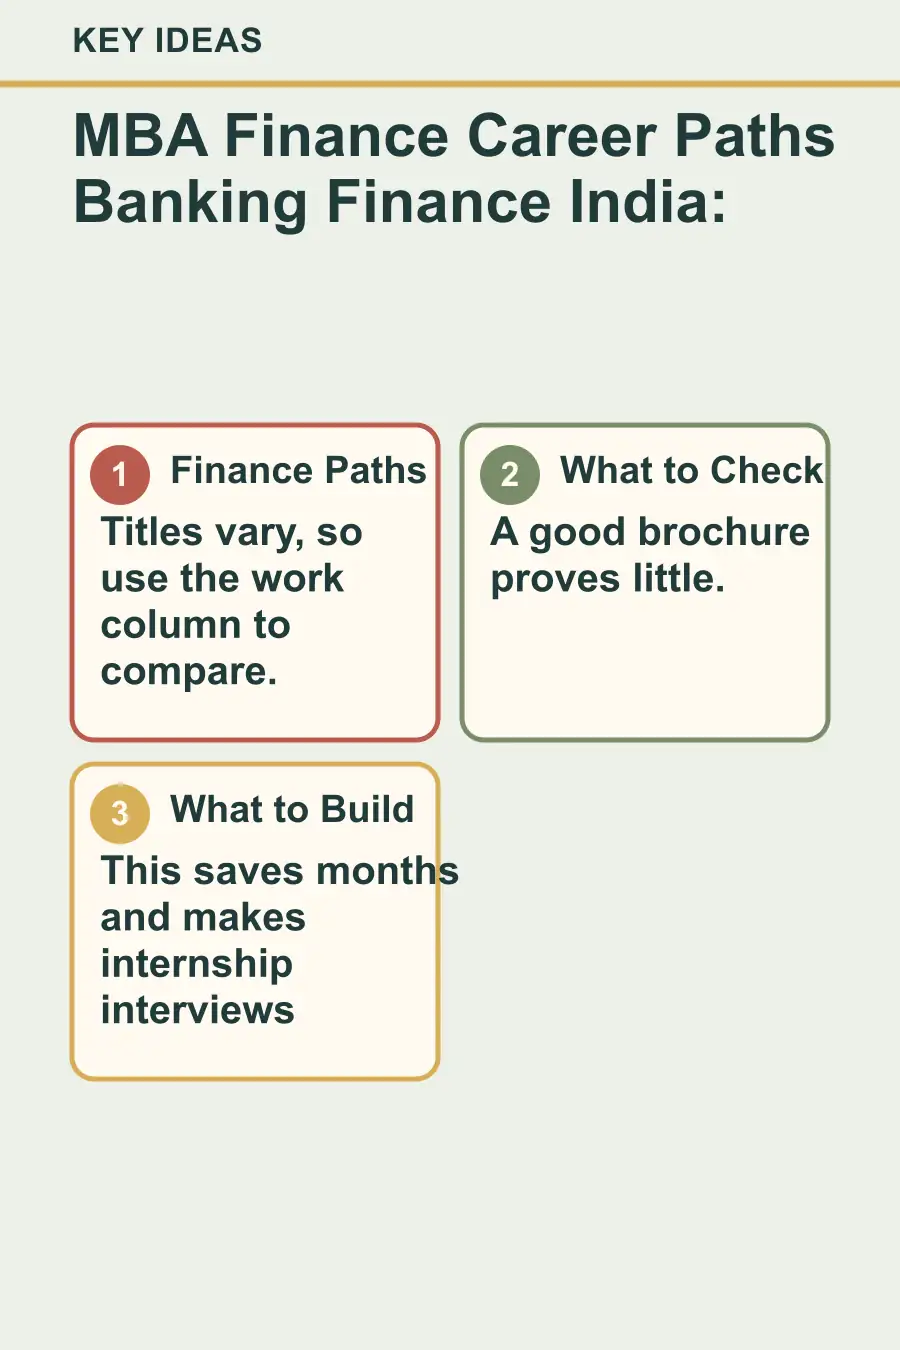 KEY IDEAS
MBA Finance Career Paths
Banking Finance India:
1 Finance Paths
Titles vary, so
use the work
column to
compare.
2 What to Check
A good brochure
proves little.
3 What to Build
This saves months
and makes
internship
interviews